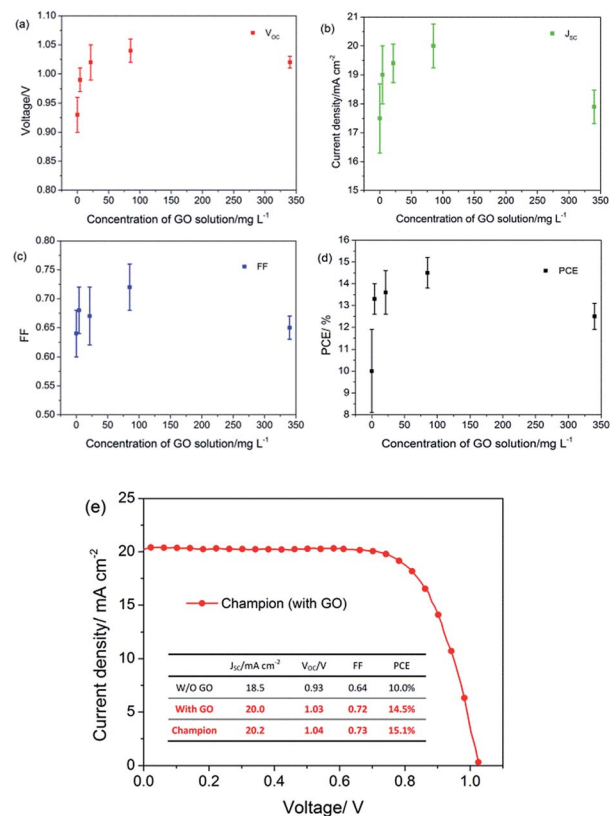 (a)
V_OC
Voltage/V
1.10
1.05
1.00
0.95
0.90
0.85
0.80
0 50 100 150 200 250 300 350
Concentration of GO solution/mg L⁻¹
(b)
J_SC
Current density/mA cm⁻²
21
20
19
18
17
16
15
0 50 100 150 200 250 300 350
Concentration of GO solution/mg L⁻¹
(c)
FF
FF
0.80
0.75
0.70
0.65
0.60
0.55
0.50
0 50 100 150 200 250 300 350
Concentration of GO solution/mg L⁻¹
(d)
PCE
PCE/ %
16
15
14
13
12
11
10
9
8
0 50 100 150 200 250 300 350
Concentration of GO solution/mg L⁻¹
(e)
Current density/ mA cm⁻²
25
20
15
10
5
0
Champion (with GO)
J_SC/mA cm⁻² V_OC/V FF PCE
W/O GO 18.5 0.93 0.64 10.0%
With GO 20.0 1.03 0.72 14.5%
Champion 20.2 1.04 0.73 15.1%
0.0 0.2 0.4 0.6 0.8 1.0
Voltage/ V